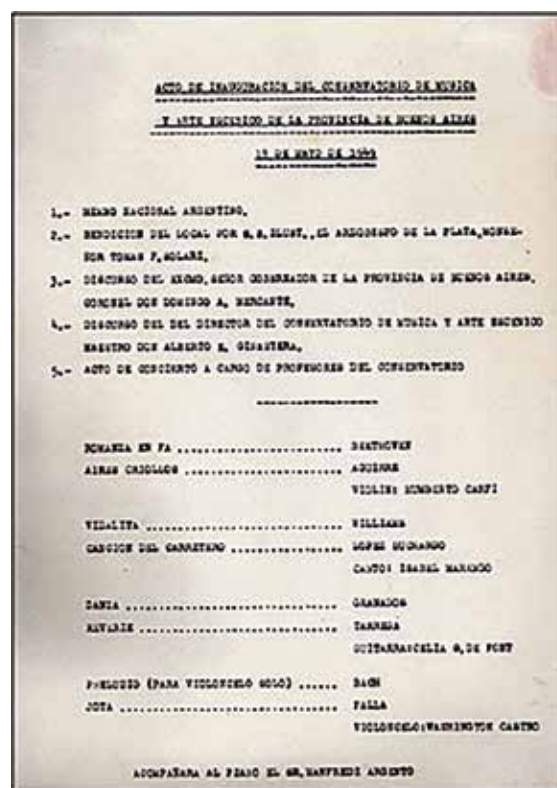 ACTO DE INAUGURACION DEL CONSERVATORIO DE MUSICA
Y ARTE ESCENICO DE LA PROVINCIA DE BUENOS AIRES
18 DE MAYO DE 1949
1.- HIMNO NACIONAL ARGENTINO.
2.- BENDICION DEL LOCAL POR S.S.ILUST., EL ARZOBISPO DE LA PLATA, MONSE-
ÑOR TOMAS F. SOLARI.
3.- DISCURSO DEL EXCMO. SEÑOR GOBERNADOR DE LA PROVINCIA DE BUENOS AIRES,
CORONEL DON DOMINGO A. MERCANTE.
4.- DISCURSO DEL DEL DIRECTOR DEL CONSERVATORIO DE MUSICA Y ARTE ESCENICO
MAESTRO DON ALBERTO E. GINASTERA.
5.- ACTO DE CONCIERTO A CARGO DE PROFESORES DEL CONSERVATORIO
ROMANZA EN FA .................... BEETHOVEN
AIRES CRIOLLOS ................... AGUIRRE
VIOLIN: HUMBERTO CARFI
VIDALITA ......................... WILLIAMS
CANCION DEL CARRETERO ............ LOPEZ BUCHARDO
CANTO: ISABEL MARENGO
DANZA ............................ GRANADOS
REVERIE .......................... TARREGA
GUITARRA:CELIA S. DE PONT
PRELUDIO (PARA VIOLONCELO SOLO) ...... BACH
JOTA ............................. FALLA
VIOLONCELO:WASHINGTON CASTRO
ACOMPAÑARA AL PIANO EL SR. MANFREDI ARGENTO